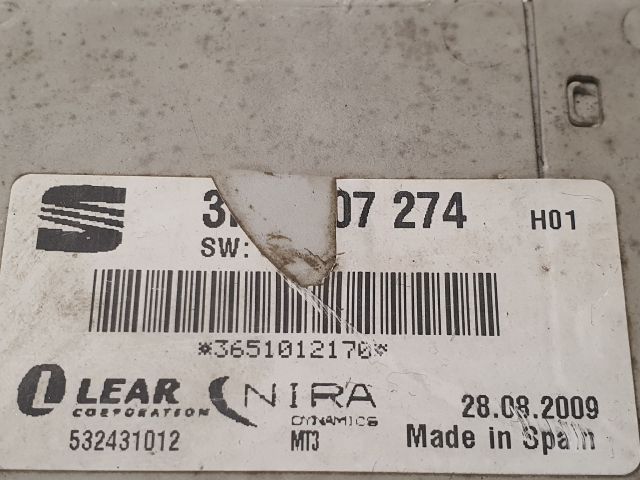 07 274 H01
SW:
*3651012170*
LEAR NIRA 28.08.2009
CORPORATION DYNAMICS
532431012 MT3 Made in Spain